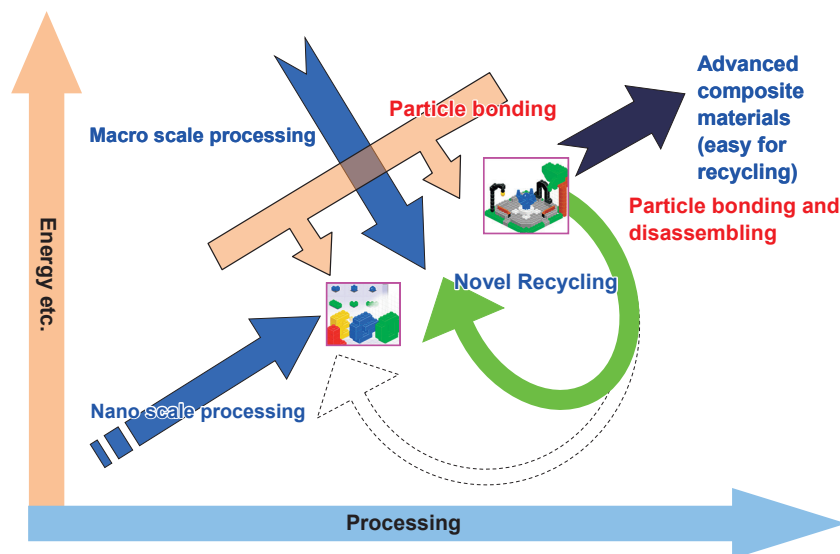 Advanced
composite
materials
(easy for
recycling)
Particle bonding
Macro scale processing
Particle bonding and
disassembling
Energy etc.
Novel Recycling
Nano scale processing
Processing